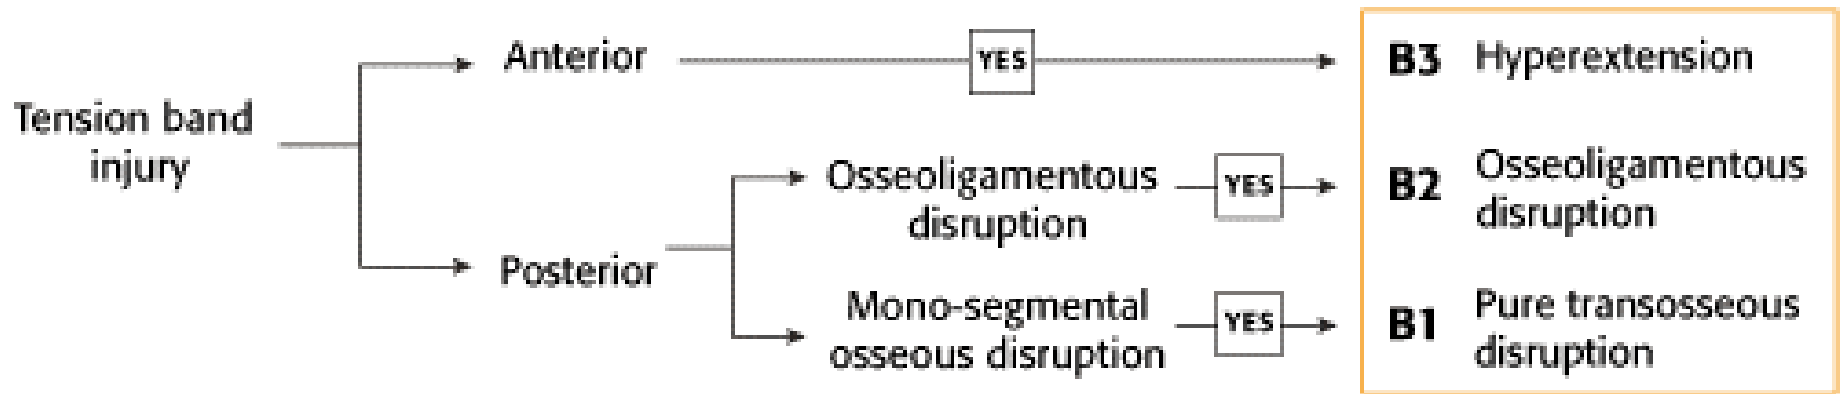 Tension band
injury
Anterior
YES
B3 Hyperextension
Posterior
Osseoligamentous
disruption
YES
B2 Osseoligamentous
disruption
Mono-segmental
osseous disruption
YES
B1 Pure transosseous
disruption